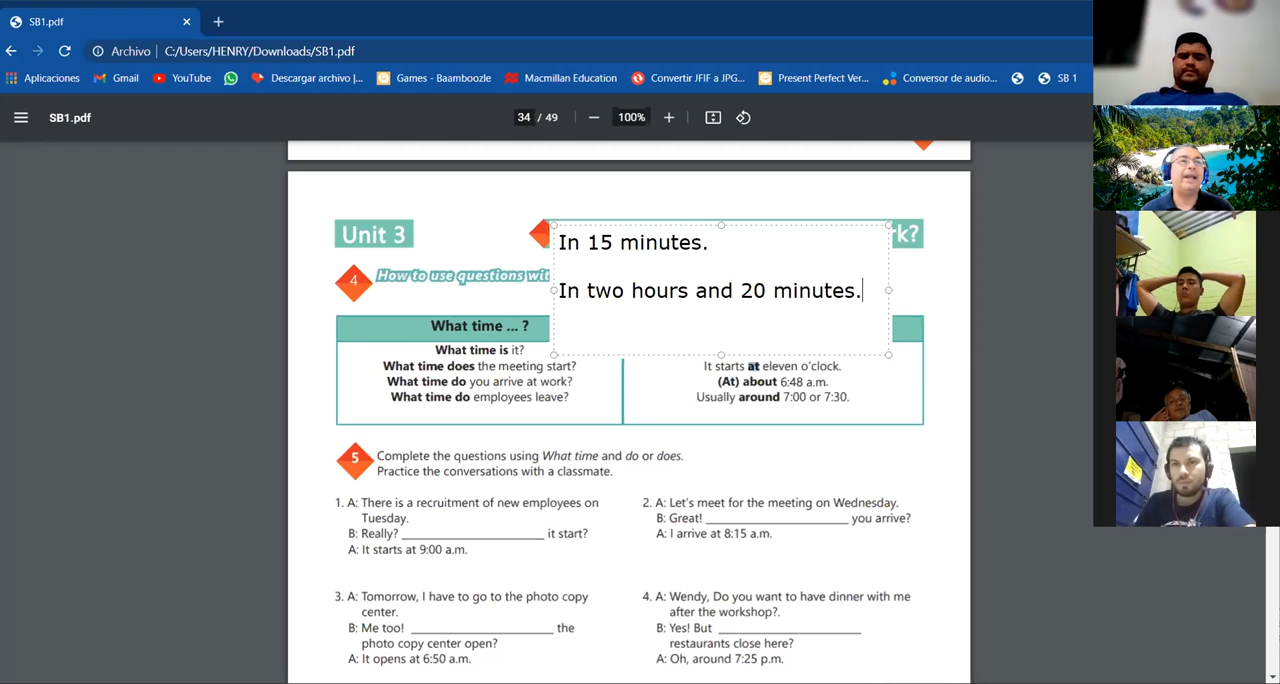 SB1.pdf
Archivo | C:/Users/HENRY/Downloads/SB1.pdf
Aplicaciones Gmail YouTube Descargar archivo |... Games - Baamboozle Macmillan Education Convertir JFIF a JPG... Present Perfect Ver... Conversor de audio... SB 1
SB1.pdf 34 / 49 100%
Unit 3 k?
In 15 minutes.
4 How to use questions wit
In two hours and 20 minutes.
What time ... ?
What time is it?
What time does the meeting start?
What time do you arrive at work?
What time do employees leave?
It starts at eleven o'clock.
(At) about 6:48 a.m.
Usually around 7:00 or 7:30.
5 Complete the questions using What time and do or does.
Practice the conversations with a classmate.
1. A: There is a recruitment of new employees on
Tuesday.
B: Really? ____________________ it start?
A: It starts at 9:00 a.m.
2. A: Let's meet for the meeting on Wednesday.
B: Great! ____________________ you arrive?
A: I arrive at 8:15 a.m.
3. A: Tomorrow, I have to go to the photo copy
center.
B: Me too! ____________________ the
photo copy center open?
A: It opens at 6:50 a.m.
4. A: Wendy, Do you want to have dinner with me
after the workshop?.
B: Yes! But ____________________
restaurants close here?
A: Oh, around 7:25 p.m.